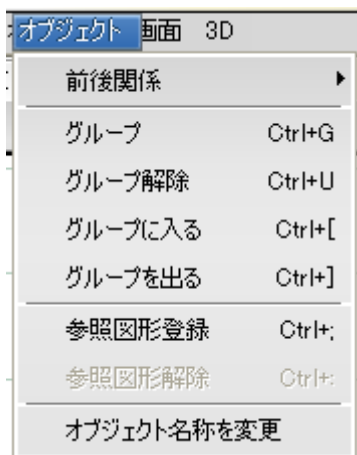 オブジェクト 画面 3D
前後関係
グループ Ctrl+G
グループ解除 Ctrl+U
グループに入る Ctrl+[
グループを出る Ctrl+]
参照図形登録 Ctrl+;
参照図形解除 Ctrl+:
オブジェクト名称を変更